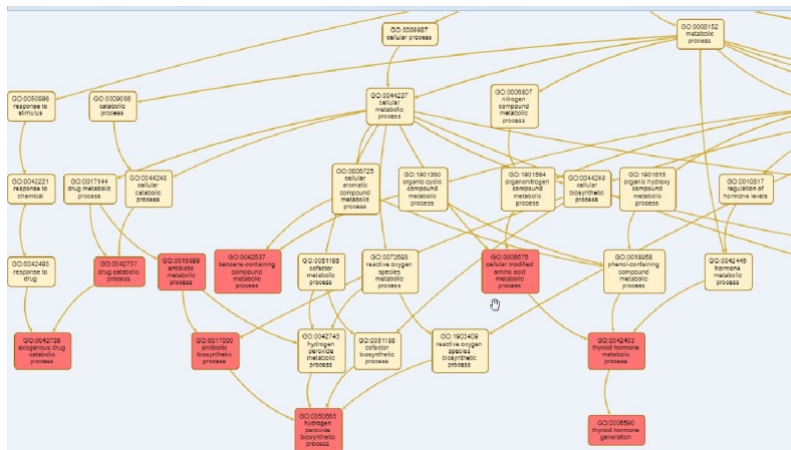 GO:0009987
cellular process
GO:0008152
metabolic
process
GO:0050896
response to
stimulus
GO:0009056
catabolic
process
GO:0044237
cellular
metabolic
process
GO:0006807
nitrogen
compound
metabolic
process
GO:0042221
response to
chemical
GO:0017144
drug metabolic
process
GO:0044248
cellular
catabolic
process
GO:0006725
cellular
aromatic
compound
metabolic
process
GO:1901360
organic cyclic
compound
metabolic
process
GO:1901564
organonitrogen
compound
metabolic
process
GO:0044249
cellular
biosynthetic
process
GO:1901615
organic hydroxy
compound
metabolic
process
GO:0010817
regulation of
hormone levels
GO:0042493
response to
drug
GO:0042737
drug catabolic
process
GO:0016999
antibiotic
metabolic
process
GO:0042537
benzene-containing
compound
metabolic process
GO:0051186
cofactor
metabolic
process
GO:0072593
reactive oxygen
species
metabolic
process
GO:0006575
cellular modified
amino acid
metabolic
process
GO:0018958
phenol-containing
compound
metabolic
process
GO:0042445
hormone
metabolic
process
GO:0042738
exogenous drug
catabolic
process
GO:0017000
antibiotic
biosynthetic
process
GO:0042743
hydrogen
peroxide
metabolic
process
GO:0051188
cofactor
biosynthetic
process
GO:1903409
reactive oxygen
species
biosynthetic
process
GO:0042403
thyroid hormone
metabolic
process
GO:0050665
hydrogen
peroxide
biosynthetic
process
GO:0006590
thyroid hormone
generation